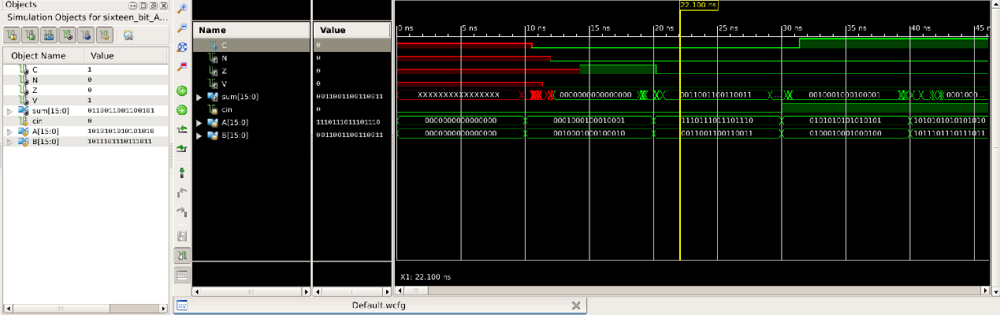 Objects
Simulation Objects for sixteen_bit_A...
Object Name Value
C 1
N 0
Z 0
V 1
sum[15:0] 0110011001100101
cin 0
A[15:0] 1010101010101010
B[15:0] 1011101110111011
Name Value
C 0
N 0
Z 0
V 0
sum[15:0] 0011001100110011
cin 0
A[15:0] 1110111011101110
B[15:0] 0011001100110011
22.100 ns
0 ns 5 ns 10 ns 15 ns 20 ns 25 ns 30 ns 35 ns 40 ns 45 n
XXXXXXXXXXXXXXXX 0000000000000000 0011001100110011 ... 0010001000100001 0001000...
0000000000000000 0001000100010001 1110111011101110 0101010101010101 1010101010101010
0000000000000000 0010001000100010 0011001100110011 0100010001000100 1011101110111011
X1: 22.100 ns
Default.wcfg